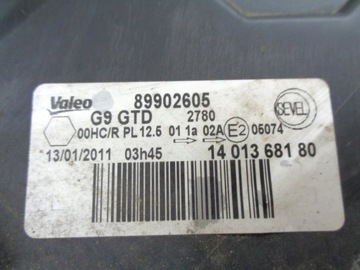 Valeo 89902605
G9 GTD 2780
SEVEL
00HC/R PL 12.5 01 1a 02A E2 05074
13/01/2011 03h45 14 013 681 80